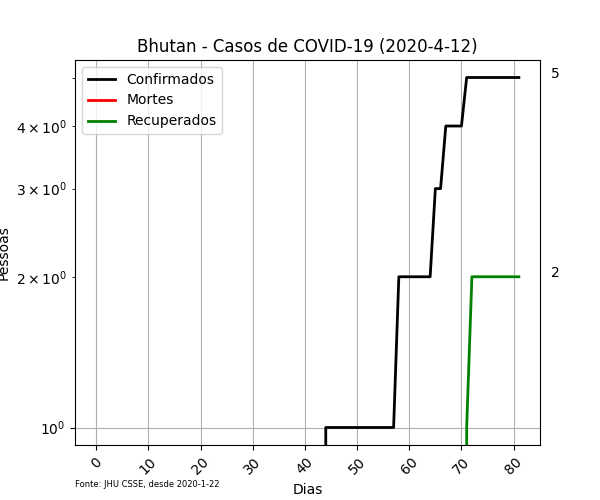 Bhutan - Casos de COVID-19 (2020-4-12)
Confirmados
Mortes
Recuperados
5
2
4 × 10⁰
3 × 10⁰
2 × 10⁰
10⁰
Pessoas
0 10 20 30 40 50 60 70 80
Dias
Fonte: JHU CSSE, desde 2020-1-22